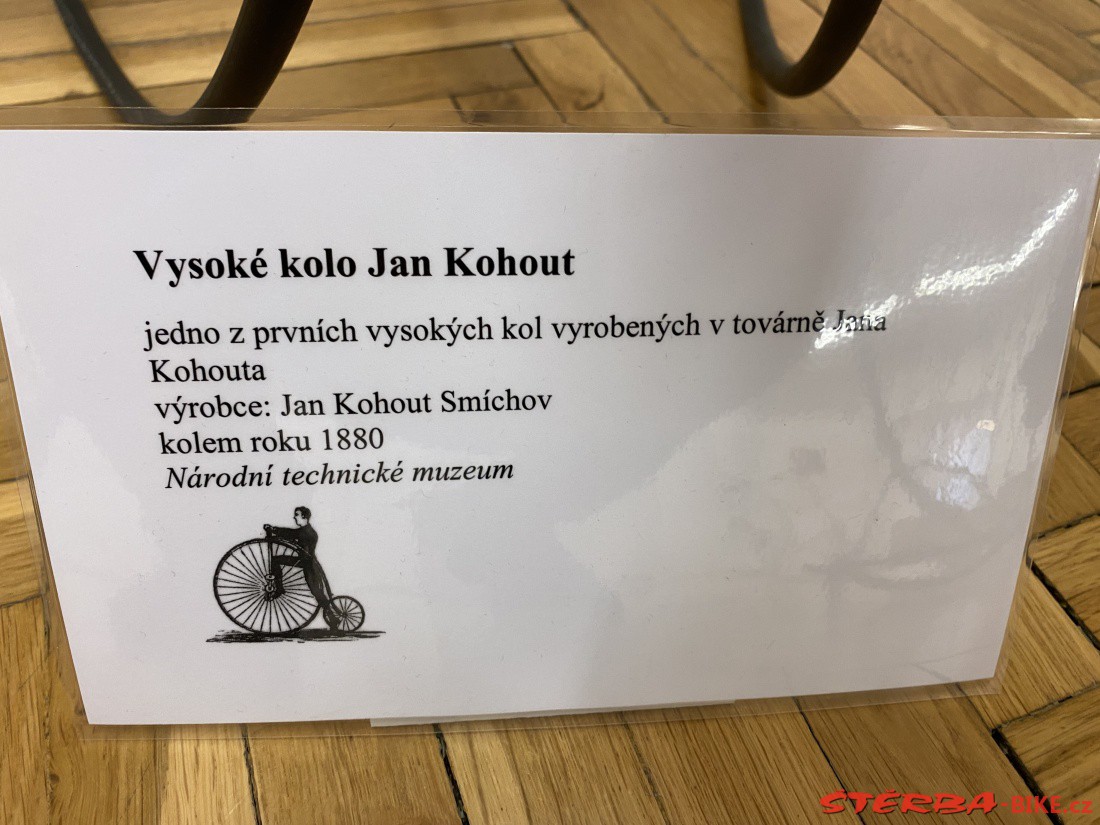 Vysoké kolo Jan Kohout
jedno z prvních vysokých kol vyrobených v továrně Jana
Kohouta
výrobce: Jan Kohout Smíchov
kolem roku 1880
Národní technické muzeum
ŠTĚRBA-BIKE.cz